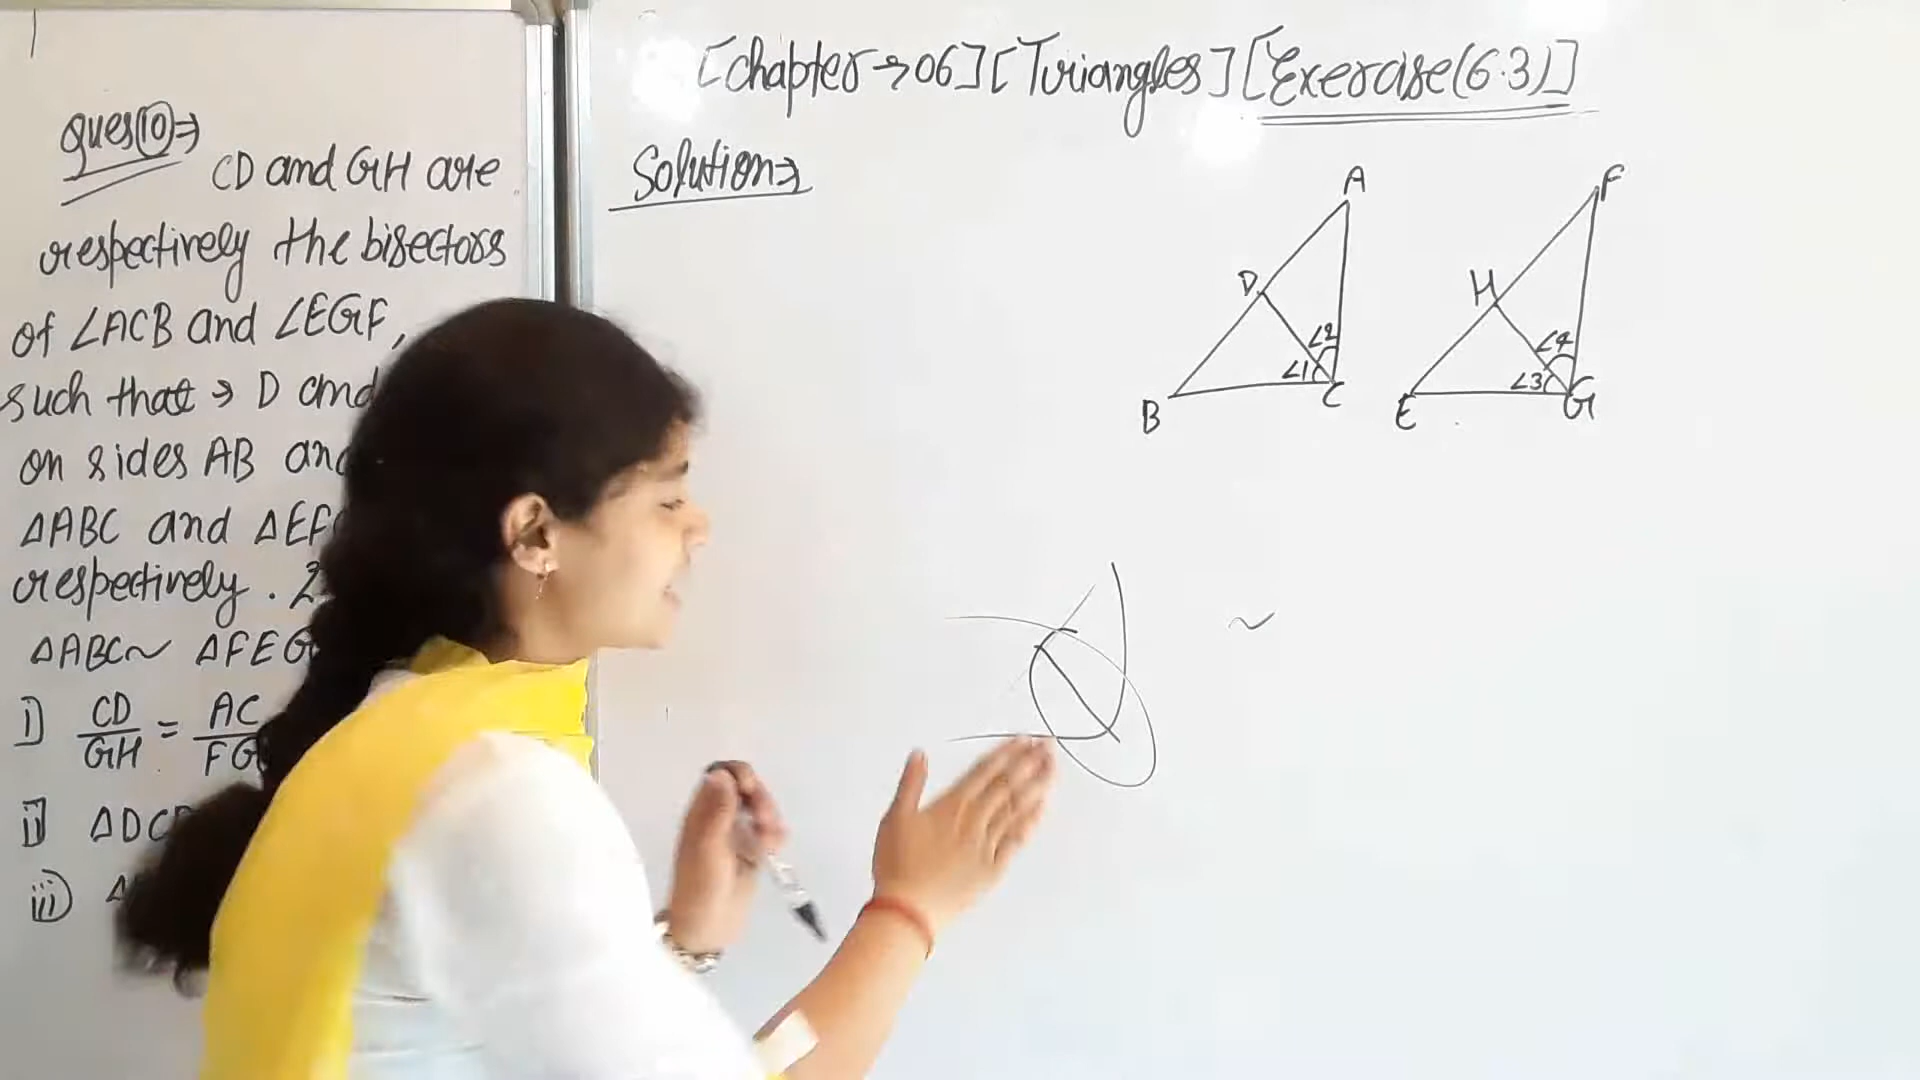 [Chapter→06][Triangles][Exercise(6.3)]
Ques(10)⇒
CD and GH are
respectively the bisectors
of ∠ACB and ∠EGF,
such that → D and
on sides AB and
ΔABC and ΔEF
respectively.
ΔABC ~ ΔFEG
i] CD/GH = AC/FG
ii] ΔDC
iii)
Solution⇒
A
D
∠2
∠1
B
C
F
H
∠4
∠3
E
G
~